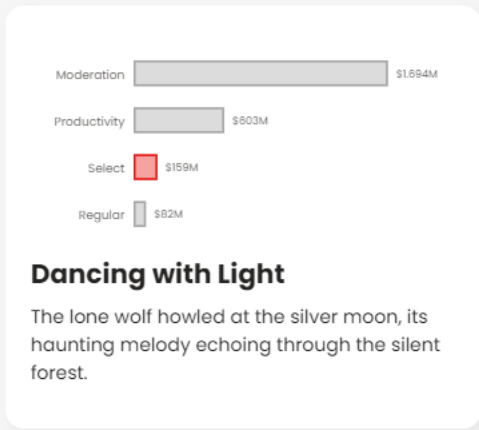 Moderation $1.694M
Productivity $603M
Select $159M
Regular $82M
Dancing with Light
The lone wolf howled at the silver moon, its
haunting melody echoing through the silent
forest.